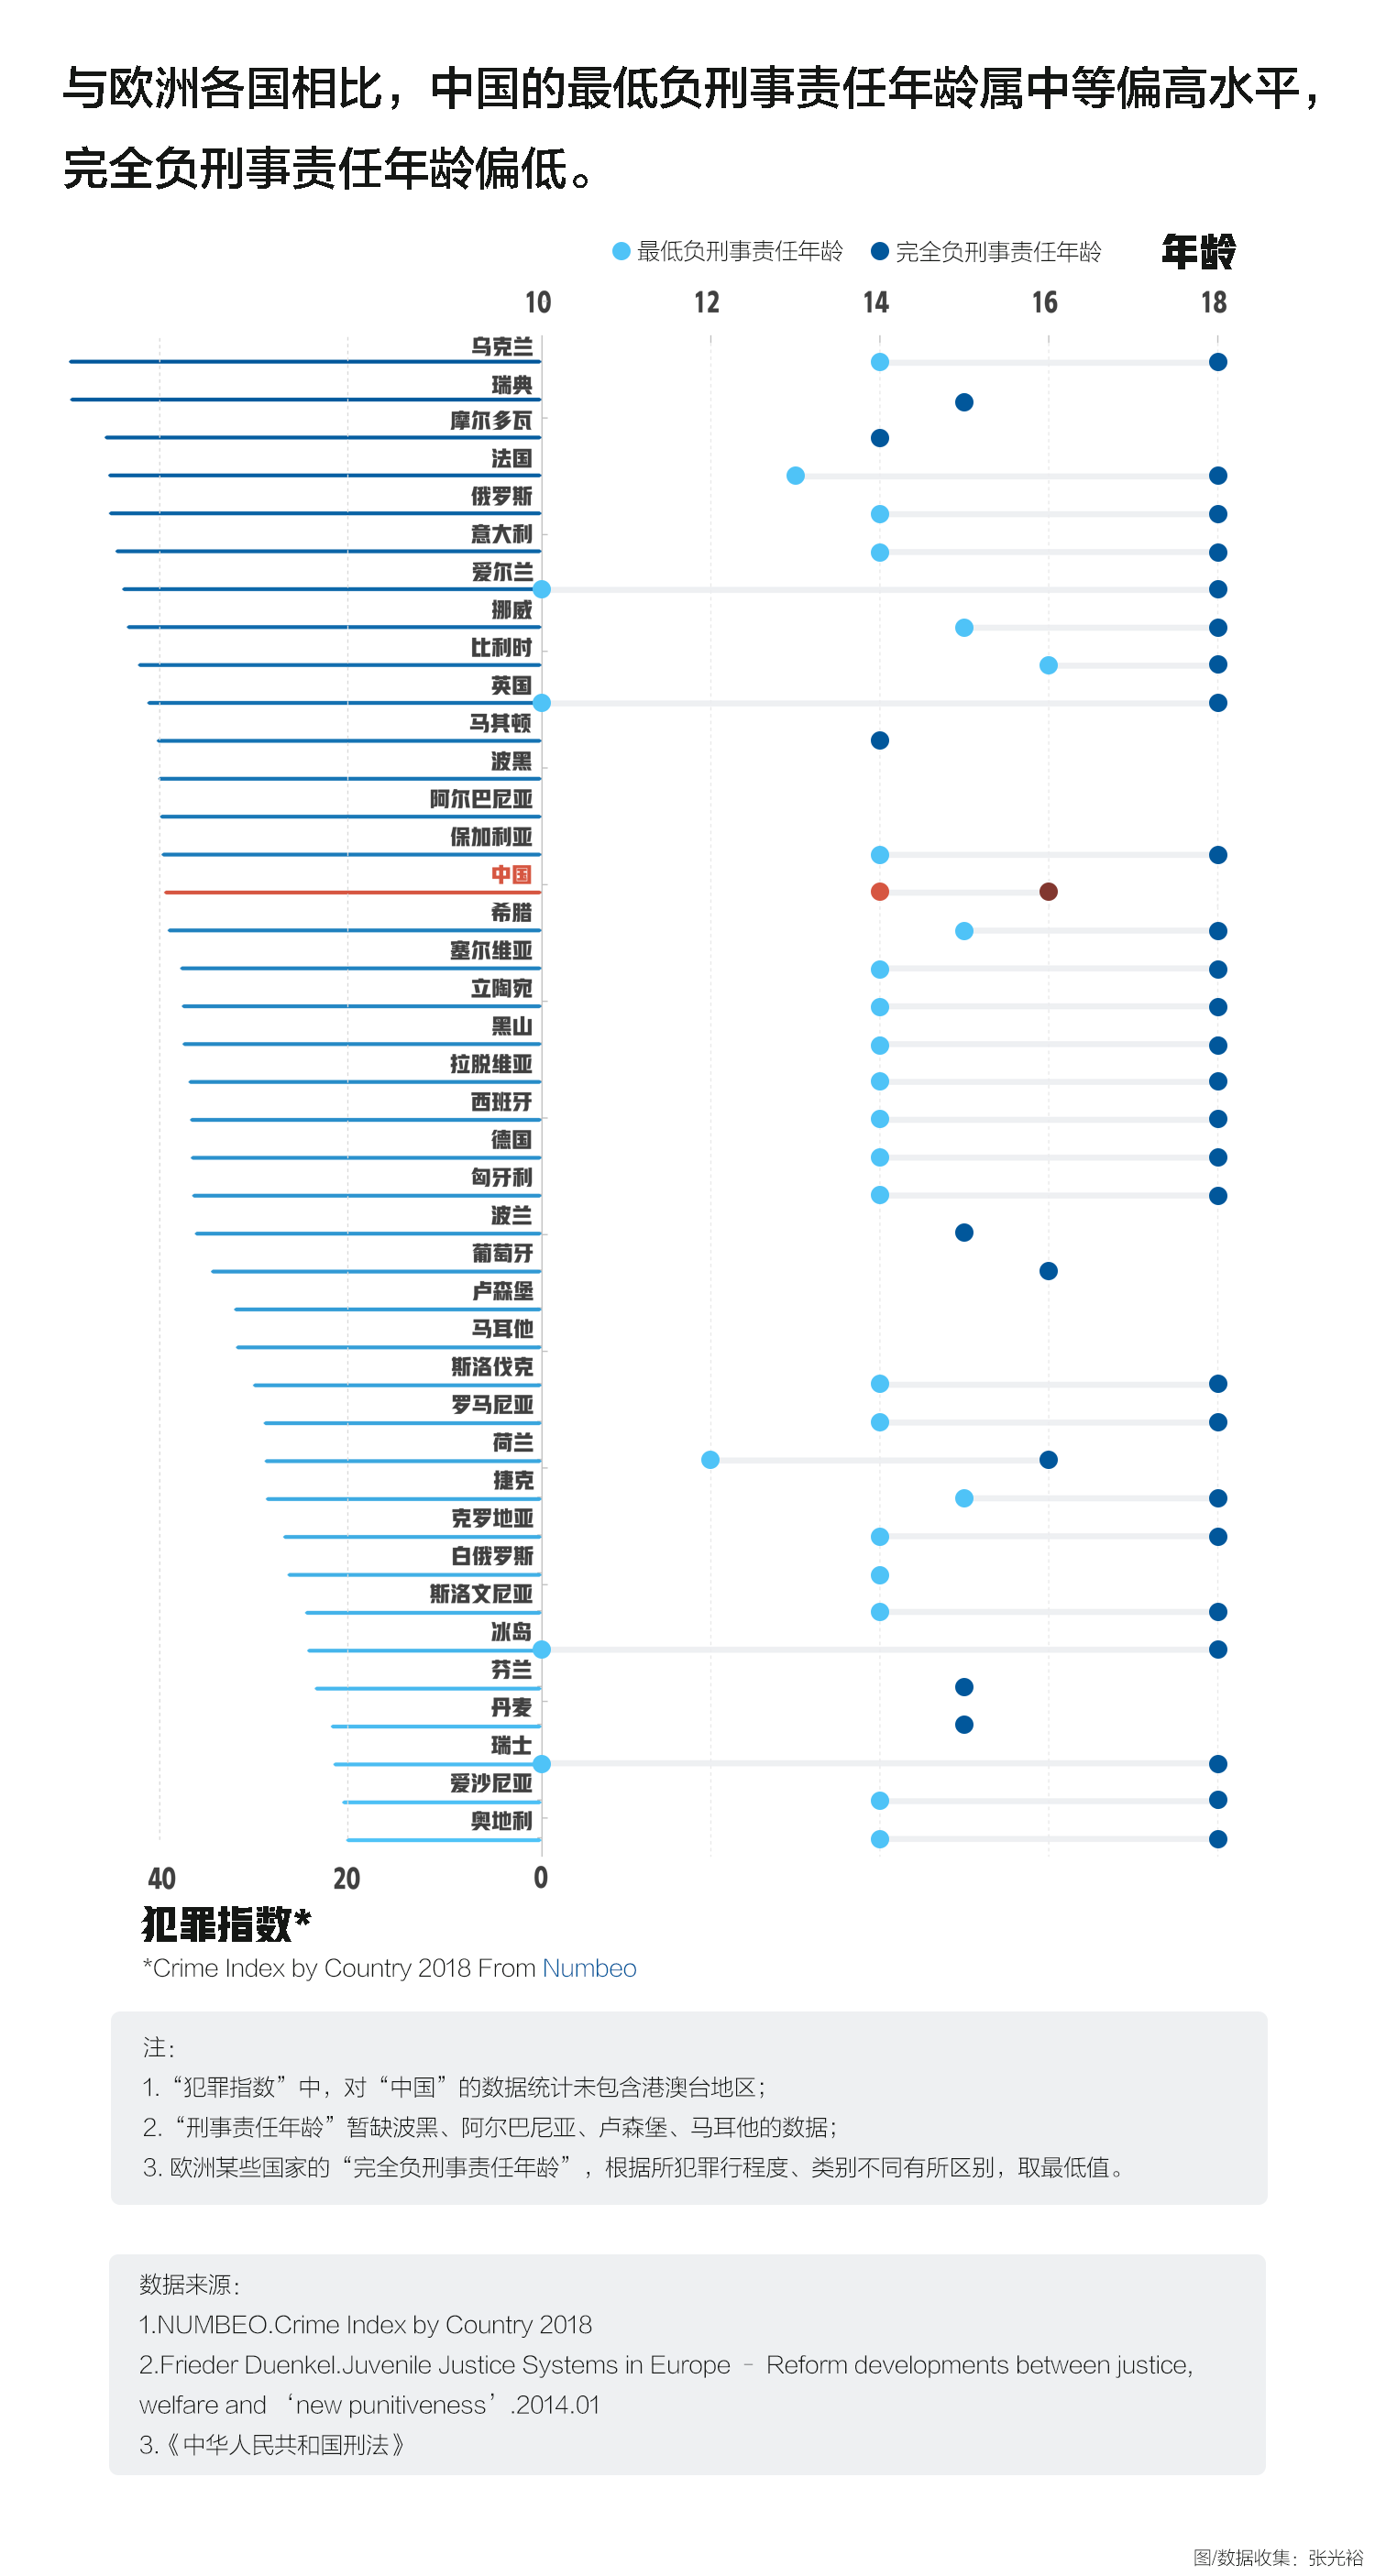 与欧洲各国相比，中国的最低负刑事责任年龄属中等偏高水平，
完全负刑事责任年龄偏低。
最低负刑事责任年龄 完全负刑事责任年龄 年龄
10 12 14 16 18
乌克兰
瑞典
摩尔多瓦
法国
俄罗斯
意大利
爱尔兰
挪威
比利时
英国
马其顿
波黑
阿尔巴尼亚
保加利亚
中国
希腊
塞尔维亚
立陶宛
黑山
拉脱维亚
西班牙
德国
匈牙利
波兰
葡萄牙
卢森堡
马耳他
斯洛伐克
罗马尼亚
荷兰
捷克
克罗地亚
白俄罗斯
斯洛文尼亚
冰岛
芬兰
丹麦
瑞士
爱沙尼亚
奥地利
40 20 0
犯罪指数*
*Crime Index by Country 2018 From Numbeo
注：
1.“犯罪指数”中，对“中国”的数据统计未包含港澳台地区；
2.“刑事责任年龄”暂缺波黑、阿尔巴尼亚、卢森堡、马耳他的数据；
3. 欧洲某些国家的“完全负刑事责任年龄”，根据所犯罪行程度、类别不同有所区别，取最低值。
数据来源：
1.NUMBEO.Crime Index by Country 2018
2.Frieder Duenkel.Juvenile Justice Systems in Europe – Reform developments between justice,
welfare and ‘new punitiveness’.2014.01
3.《中华人民共和国刑法》
图/数据收集：张光裕